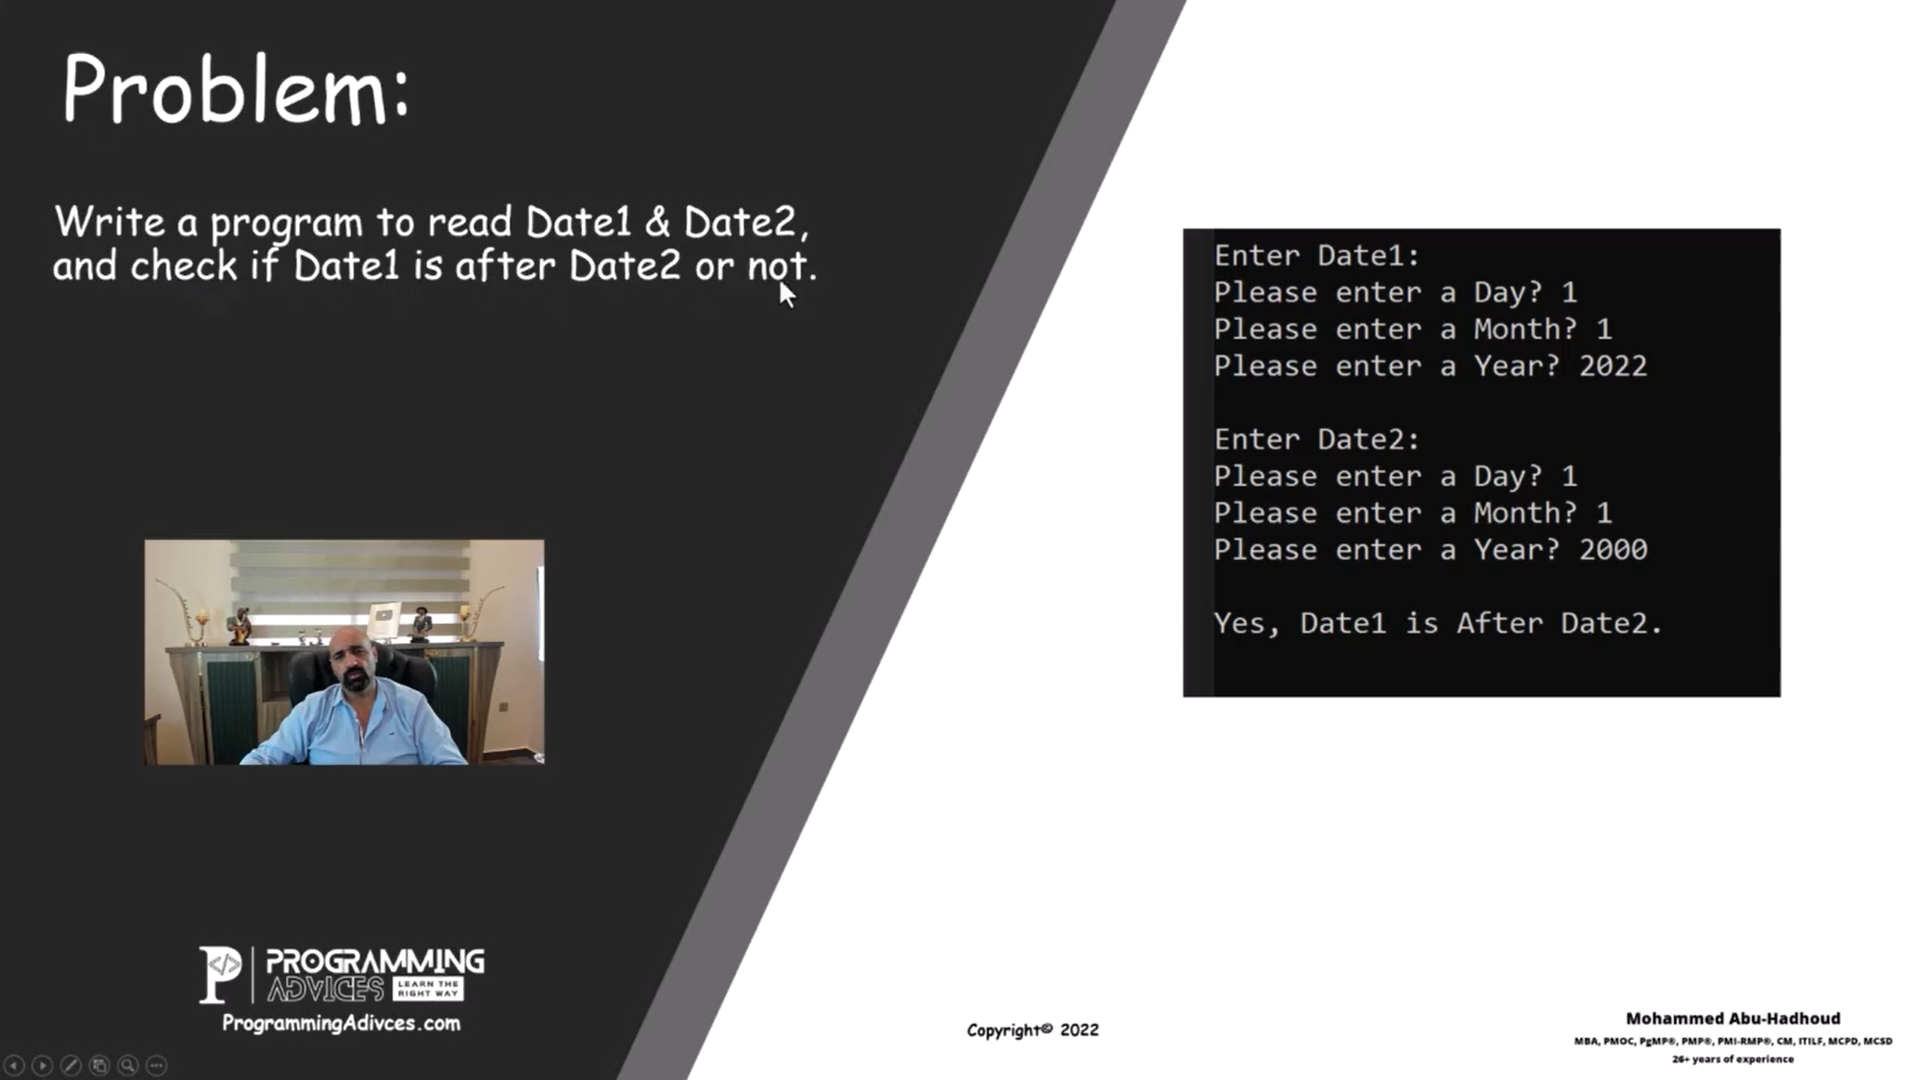 Problem:
Write a program to read Date1 & Date2,
and check if Date1 is after Date2 or not.
Enter Date1:
Please enter a Day? 1
Please enter a Month? 1
Please enter a Year? 2022
Enter Date2:
Please enter a Day? 1
Please enter a Month? 1
Please enter a Year? 2000
Yes, Date1 is After Date2.
P </> PROGRAMMING
ADVICES LEARN THE
RIGHT WAY
ProgrammingAdivces.com
Copyright© 2022
Mohammed Abu-Hadhoud
MBA, PMOC, PgMP®, PMP®, PMI-RMP®, CM, ITILF, MCPD, MCSD
26+ years of experience